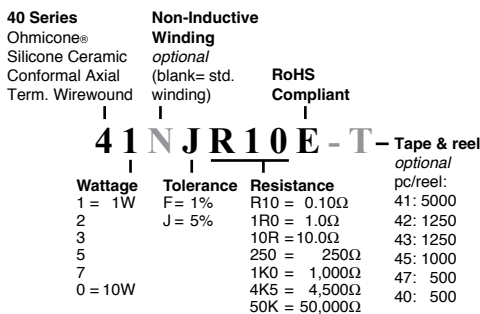 40 Series
Ohmicone®
Silicone Ceramic
Conformal Axial
Term. Wirewound
Non-Inductive
Winding
optional
(blank= std.
winding)
RoHS
Compliant
41NJR10E-T
Tape & reel
optional
pc/reel:
41: 5000
42: 1250
43: 1250
45: 1000
47: 500
40: 500
Wattage
1 = 1W
2
3
5
7
0 = 10W
Tolerance
F= 1%
J = 5%
Resistance
R10 = 0.10Ω
1R0 = 1.0Ω
10R =10.0Ω
250 = 250Ω
1K0 = 1,000Ω
4K5 = 4,500Ω
50K = 50,000Ω